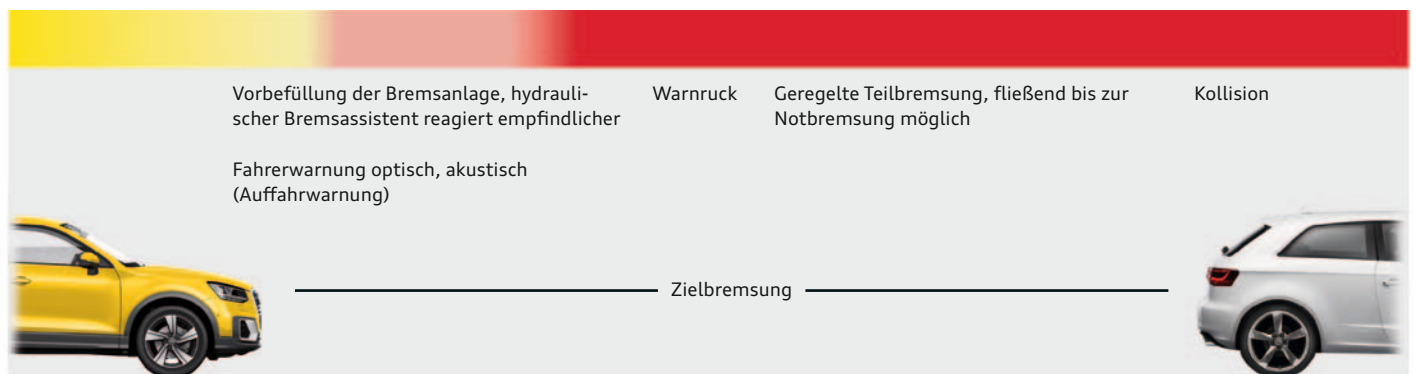 Vorbefüllung der Bremsanlage, hydrauli-
scher Bremsassistent reagiert empfindlicher
Fahrerwarnung optisch, akustisch
(Auffahrwarnung)
Warnruck
Geregelte Teilbremsung, fließend bis zur
Notbremsung möglich
Kollision
Zielbremsung